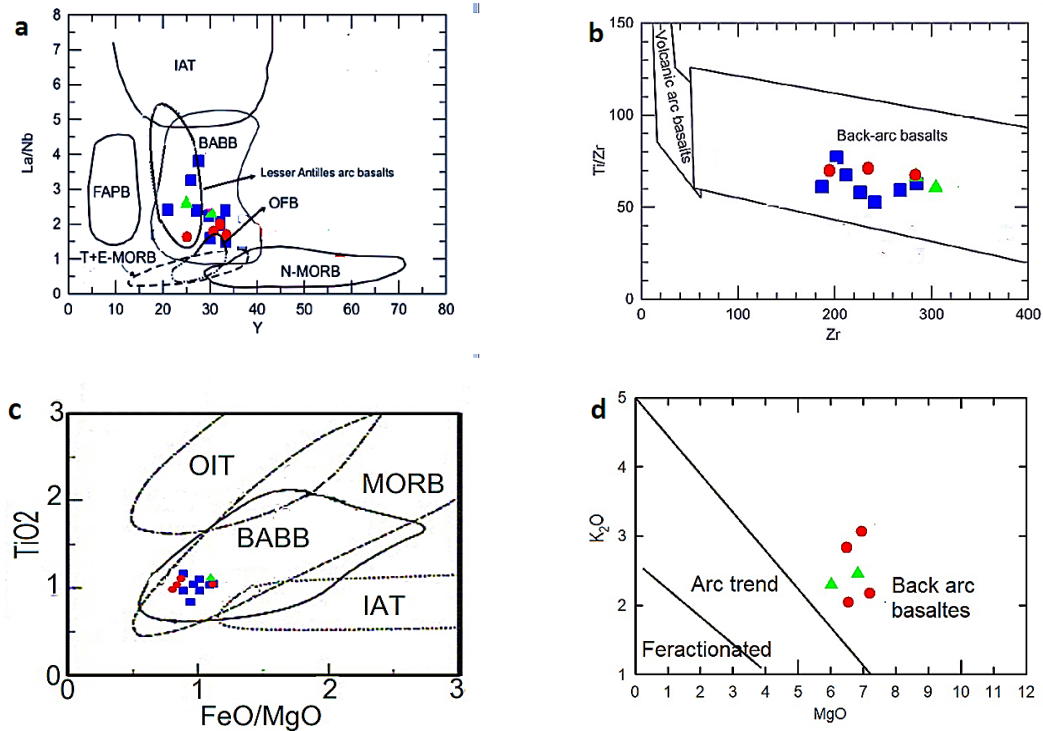 a
8
7
6
5
4
3
2
1
0
La/Nb
IAT
BABB
FAPB
Lesser Antilles arc basalts
OFB
T+E-MORB
N-MORB
0 10 20 30 40 50 60 70 80
Y
b
150
100
50
0
Ti/Zr
Volcanic arc
basalts
Back-arc basalts
0 100 200 300 400
Zr
c
3
2
1
0
TiO2
OIT
MORB
BABB
IAT
0 1 2 3
FeO/MgO
d
5
4
3
2
1
K₂O
Arc trend
Back arc
basaltes
Feractionated
0 1 2 3 4 5 6 7 8 9 10 11 12
MgO